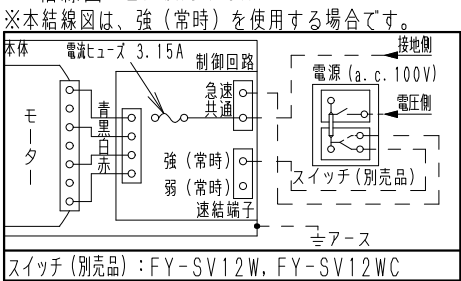 ※本結線図は、強（常時）を使用する場合です。
本体
電流ヒューズ 3.15A
制御回路
接地側
電源(a.c.100V)
電圧側
急速
共通
モーター
青
黒
白
赤
強（常時）
弱（常時）
速結端子
スイッチ(別売品)
アース
スイッチ(別売品):FY-SV12W,FY-SV12WC